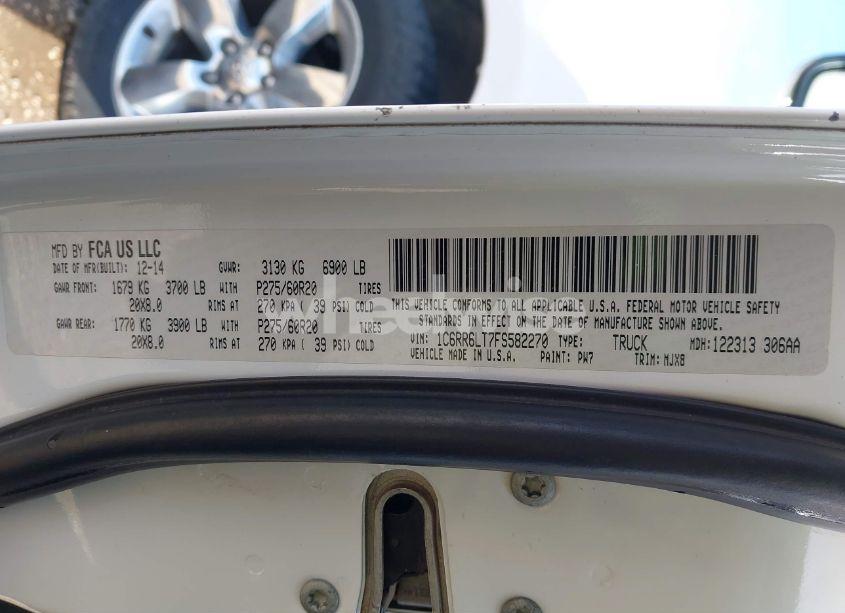 MFD BY FCA US LLC
DATE OF MFR(BUILT): 12-14 GVWR: 3130 KG 6900 LB
GAWR FRONT: 1679 KG 3700 LB WITH P275/60R20 TIRES
20X8.0 RIMS AT 270 KPA ( 39 PSI) COLD
GAWR REAR: 1770 KG 3900 LB WITH P275/60R20 TIRES
20X8.0 RIMS AT 270 KPA ( 39 PSI) COLD
THIS VEHICLE CONFORMS TO ALL APPLICABLE U.S.A. FEDERAL MOTOR VEHICLE SAFETY
STANDARDS IN EFFECT ON THE DATE OF MANUFACTURE SHOWN ABOVE.
VIN: 1C6RR6LT7FS582270 TYPE: TRUCK MDH: 122313 306AA
VEHICLE MADE IN U.S.A. PAINT: PW7 TRIM: MJX8